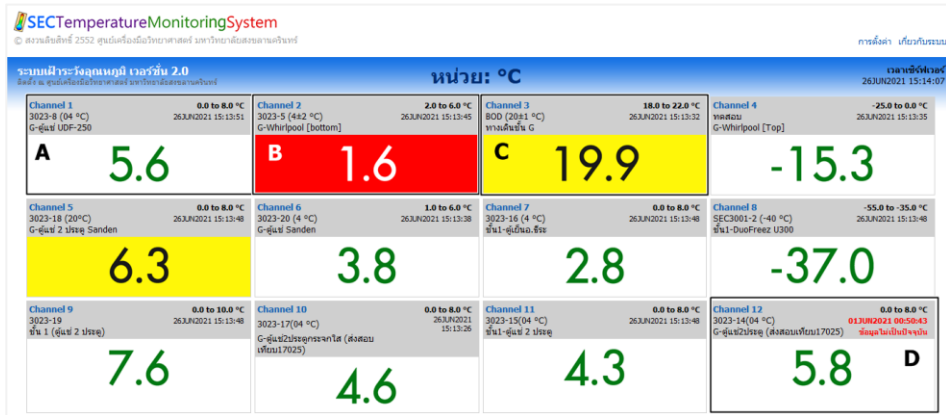 SECTemperatureMonitoringSystem
© สงวนลิขสิทธิ์ 2552 ศูนย์เครื่องมือวิทยาศาสตร์ มหาวิทยาลัยสงขลานครินทร์
การตั้งค่า เกี่ยวกับระบบ
ระบบเฝ้าระวังอุณหภูมิ เวอร์ชั่น 2.0
ติดตั้ง ณ ศูนย์เครื่องมือวิทยาศาสตร์ มหาวิทยาลัยสงขลานครินทร์
หน่วย: °C
เวลาเซิร์ฟเวอร์
26JUN2021 15:14:07
Channel 1 0.0 to 8.0 °C
3023-8 (04 °C) 26JUN2021 15:13:51
G-ตู้แช่ UDF-250
A 5.6
Channel 2 2.0 to 6.0 °C
3023-5 (4±2 °C) 26JUN2021 15:13:45
G-Whirlpool [bottom]
B 1.6
Channel 3 18.0 to 22.0 °C
BOD (20±1 °C) 26JUN2021 15:13:32
ทางเดินชั้น G
C 19.9
Channel 4 -25.0 to 0.0 °C
ทดสอบ 26JUN2021 15:13:35
G-Whirlpool [Top]
-15.3
Channel 5 0.0 to 8.0 °C
3023-18 (20°C) 26JUN2021 15:13:48
G-ตู้แช่ 2 ประตู Sanden
6.3
Channel 6 1.0 to 6.0 °C
3023-20 (4 °C) 26JUN2021 15:13:38
G-ตู้แช่ Sanden
3.8
Channel 7 0.0 to 8.0 °C
3023-16 (4 °C) 26JUN2021 15:13:48
ชั้น1-ตู้เย็นอ.ธีระ
2.8
Channel 8 -55.0 to -35.0 °C
SEC3001-2 (-40 °C) 26JUN2021 15:13:48
ชั้น1-DuoFreez U300
-37.0
Channel 9 0.0 to 10.0 °C
3023-19 26JUN2021 15:13:48
ชั้น 1 (ตู้แช่ 2 ประตู)
7.6
Channel 10 0.0 to 8.0 °C
3023-17(04 °C) 26JUN2021 15:13:26
G-ตู้แช่2ประตูกระจกใส (ส่งสอบ
เทียบ17025)
4.6
Channel 11 0.0 to 8.0 °C
3023-15(04 °C) 26JUN2021 15:13:48
ชั้น1-ตู้แช่ 2 ประตู
4.3
Channel 12 0.0 to 8.0 °C
3023-14(04 °C) 01JUN2021 00:50:43
G-ตู้แช่2ประตู (ส่งสอบเทียบ17025) ข้อมูลไม่เป็นปัจจุบัน
5.8 D